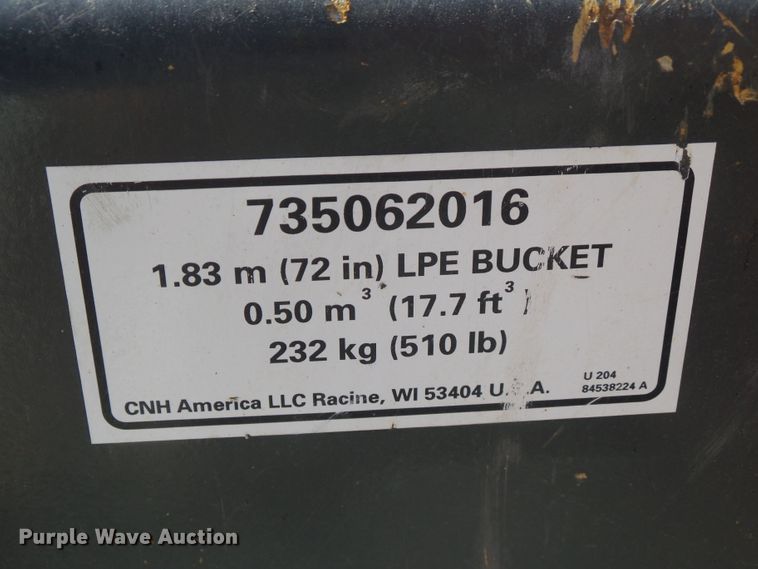 735062016
1.83 m (72 in) LPE BUCKET
0.50 m³ (17.7 ft³)
232 kg (510 lb)
CNH America LLC Racine, WI 53404 U.S.A.
U 204
84538224 A
Purple Wave Auction